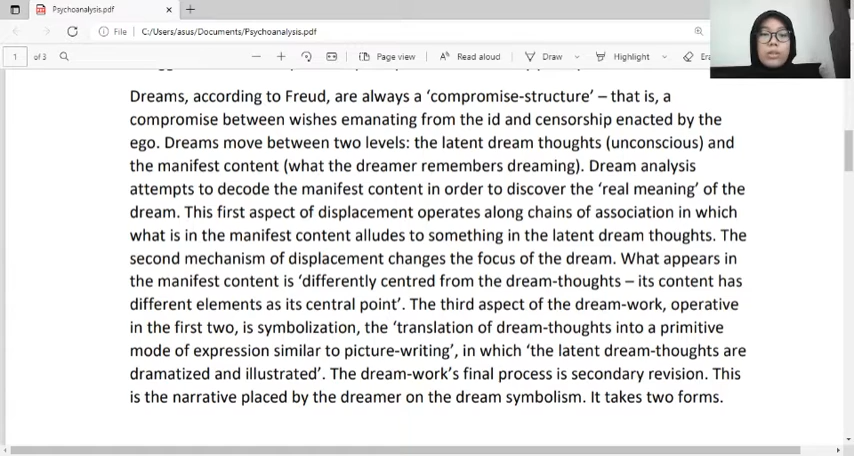 Psychoanalysis.pdf
File
C:/Users/asus/Documents/Psychoanalysis.pdf
1 of 3 Page view A Read aloud Draw Highlight
Dreams, according to Freud, are always a ‘compromise-structure’ – that is, a
compromise between wishes emanating from the id and censorship enacted by the
ego. Dreams move between two levels: the latent dream thoughts (unconscious) and
the manifest content (what the dreamer remembers dreaming). Dream analysis
attempts to decode the manifest content in order to discover the ‘real meaning’ of the
dream. This first aspect of displacement operates along chains of association in which
what is in the manifest content alludes to something in the latent dream thoughts. The
second mechanism of displacement changes the focus of the dream. What appears in
the manifest content is ‘differently centred from the dream-thoughts – its content has
different elements as its central point’. The third aspect of the dream-work, operative
in the first two, is symbolization, the ‘translation of dream-thoughts into a primitive
mode of expression similar to picture-writing’, in which ‘the latent dream-thoughts are
dramatized and illustrated’. The dream-work’s final process is secondary revision. This
is the narrative placed by the dreamer on the dream symbolism. It takes two forms.